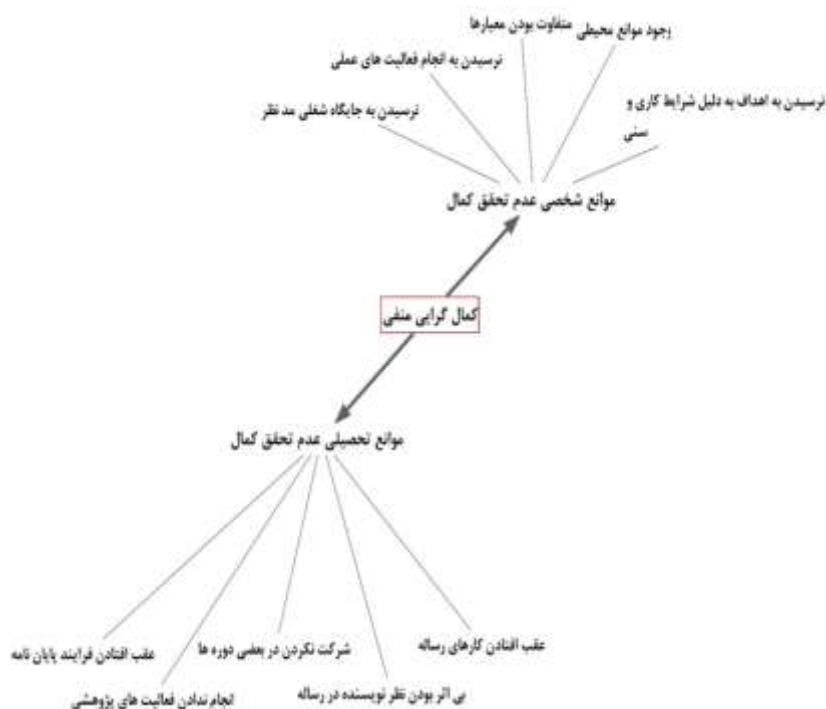 وجود موانع محیطی
متفاوت بودن معیارها
نرسیدن به انجام فعالیت های عملی
نرسیدن به اهداف به دلیل شرایط کاری و
سنی
نرسیدن به جایگاه شغلی مد نظر
موانع شخصی عدم تحقق کمال
کمال گرایی منفی
موانع تحصیلی عدم تحقق کمال
عقب افتادن کارهای رساله
شرکت نکردن در بعضی دوره ها
عقب افتادن فرایند پایان نامه
بی اثر بودن نظر نویسنده در رساله
انجام ندادن فعالیت های پژوهشی